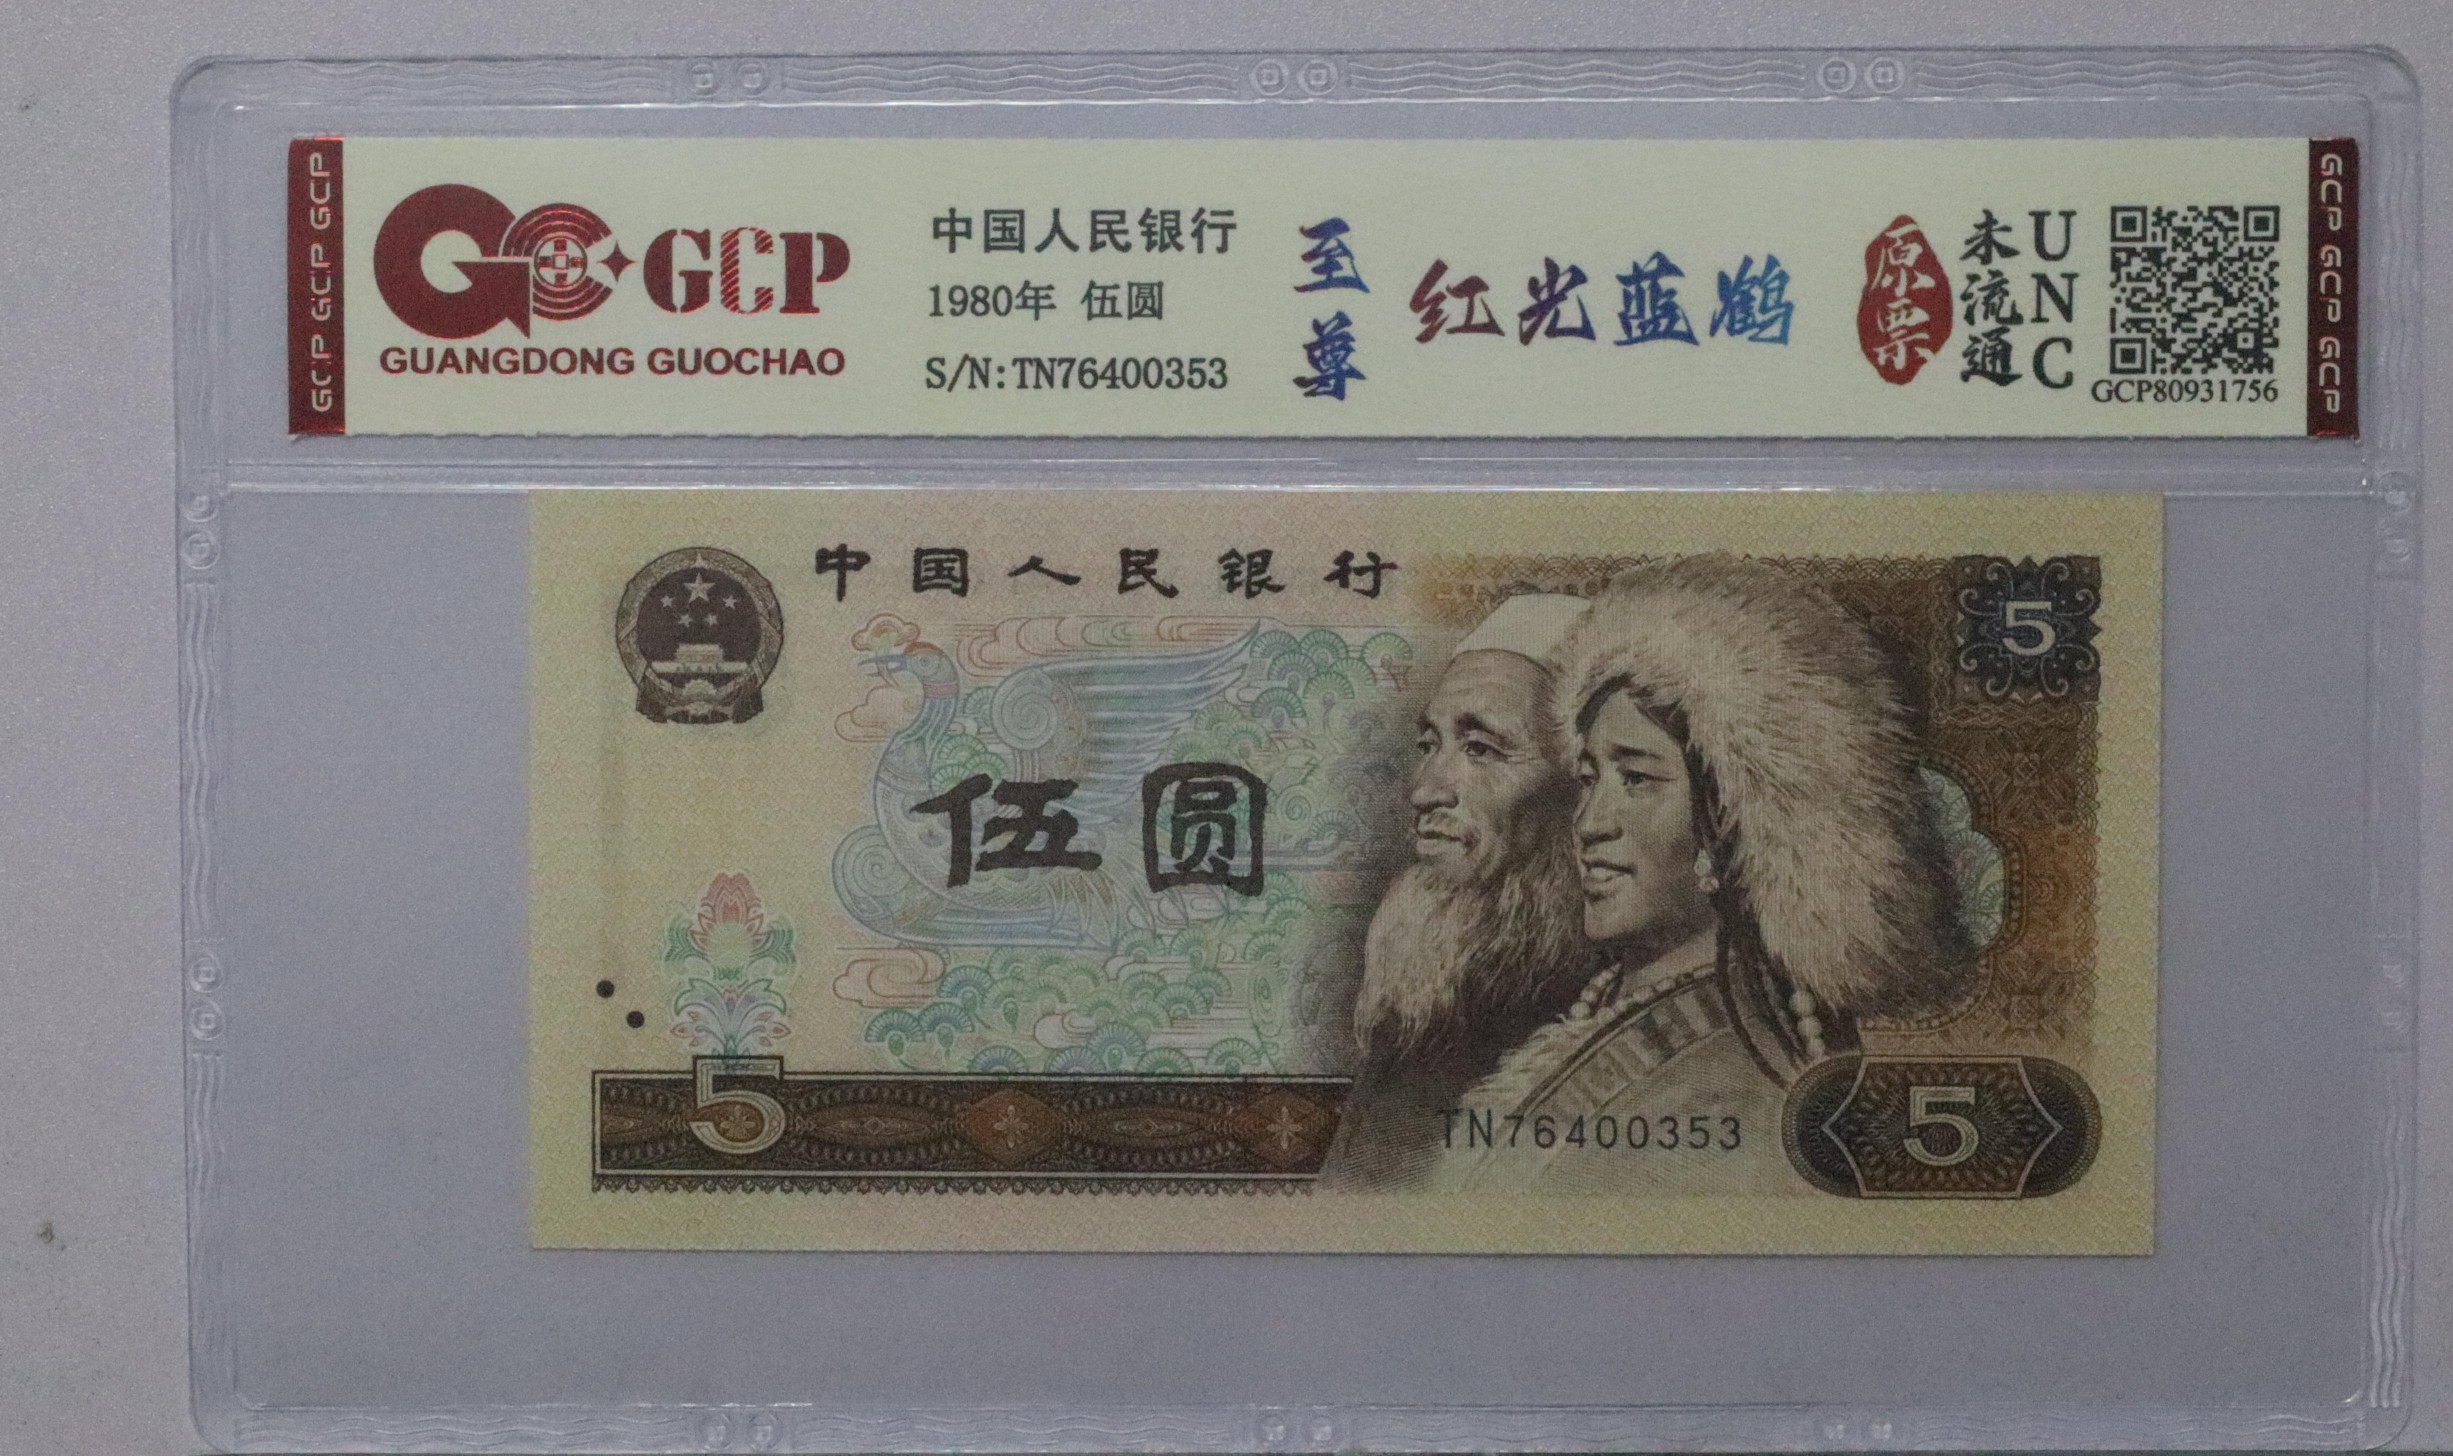 GCP GCP GCP
GCP
GUANGDONG GUOCHAO
中国人民银行
1980年 伍圆
S/N:TN76400353
至尊
红光蓝鹤
原票
未流通
UNC
GCP80931756
GCP GCP GCP
中国人民银行
5
伍圆
5
TN76400353
5